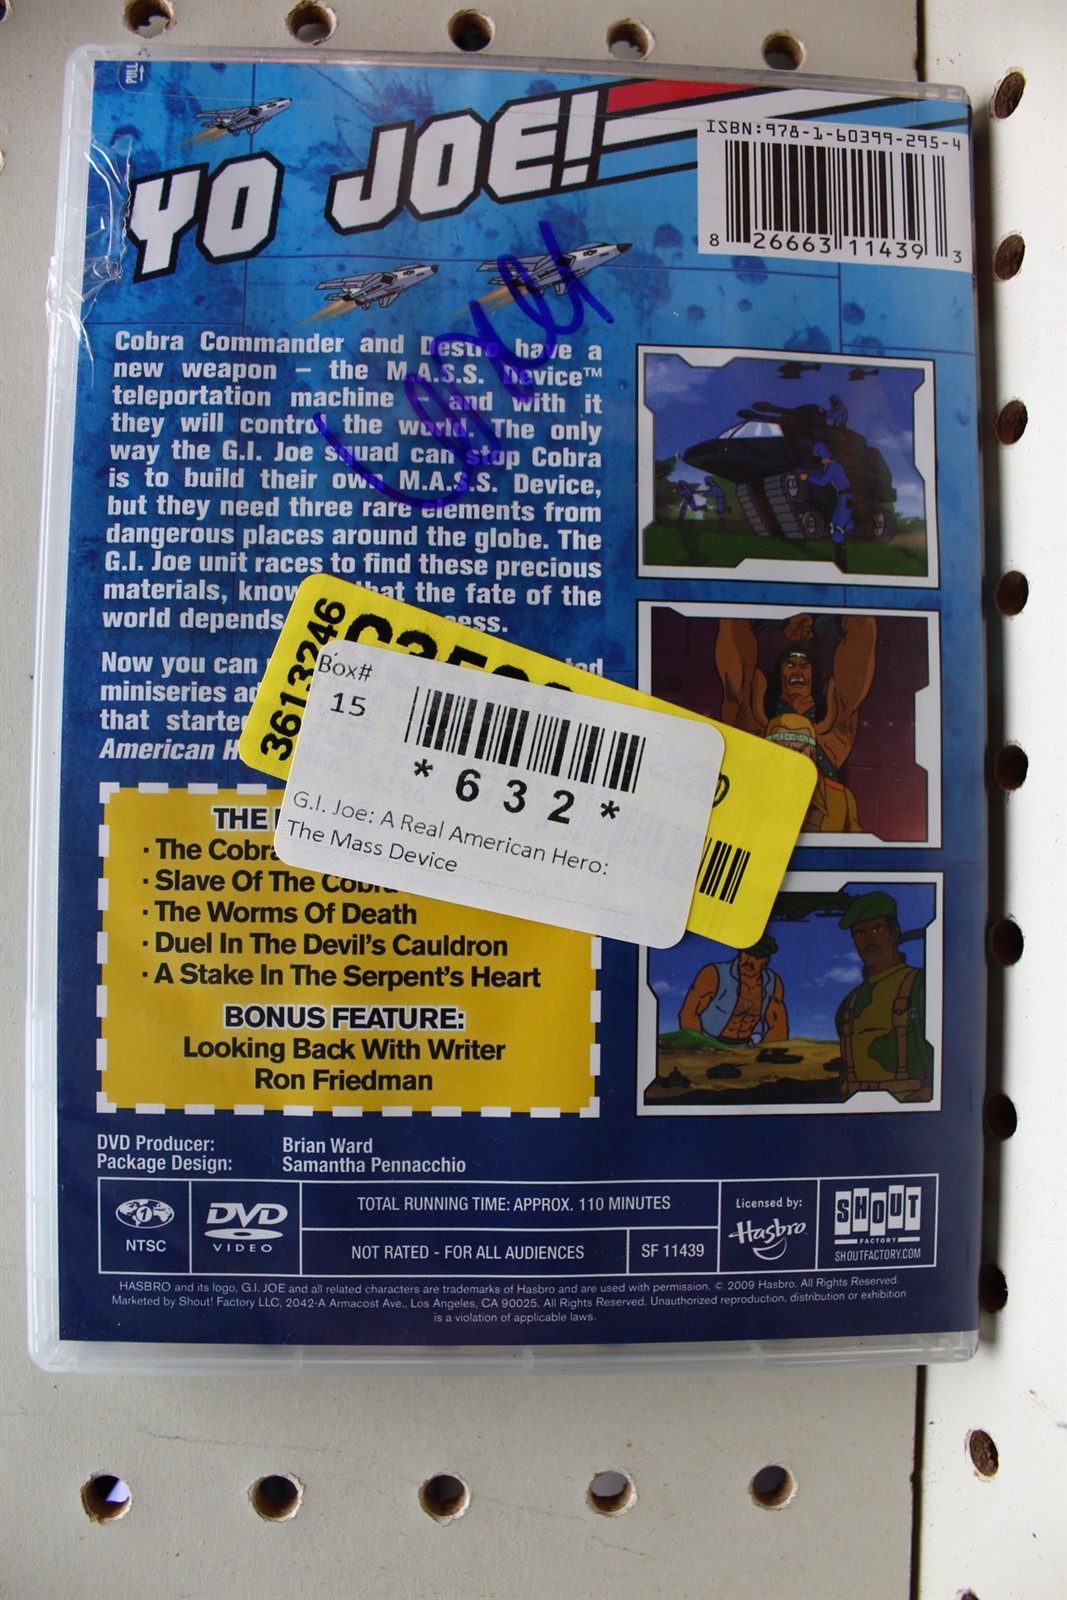 PULL
YO JOE!
ISBN:978-1-60399-295-4
8 26663 11439 3
Cobra Commander and Destro have a
new weapon – the M.A.S.S. Device™
teleportation machine – and with it
they will control the world. The only
way the G.I. Joe squad can stop Cobra
is to build their own M.A.S.S. Device,
but they need three rare elements from
dangerous places around the globe. The
G.I. Joe unit races to find these precious
materials, that the fate of the
world depends
Now you can
miniseries
that started
American
3613246
Box#
15
*632*
G.I. Joe: A Real American Hero:
The Mass Device
THE
· The Cobra
· Slave Of The Cobra
· The Worms Of Death
· Duel In The Devil's Cauldron
· A Stake In The Serpent's Heart
BONUS FEATURE:
Looking Back With Writer
Ron Friedman
DVD Producer: Brian Ward
Package Design: Samantha Pennacchio
1
NTSC
DVD
VIDEO
TOTAL RUNNING TIME: APPROX. 110 MINUTES
NOT RATED - FOR ALL AUDIENCES
SF 11439
Licensed by:
Hasbro
SHOUT
FACTORY
SHOUTFACTORY.COM
HASBRO and its logo, G.I. JOE and all related characters are trademarks of Hasbro and are used with permission. © 2009 Hasbro. All Rights Reserved.
Marketed by Shout! Factory LLC, 2042-A Armacost Ave., Los Angeles, CA 90025. All Rights Reserved. Unauthorized reproduction, distribution or exhibition
is a violation of applicable laws.